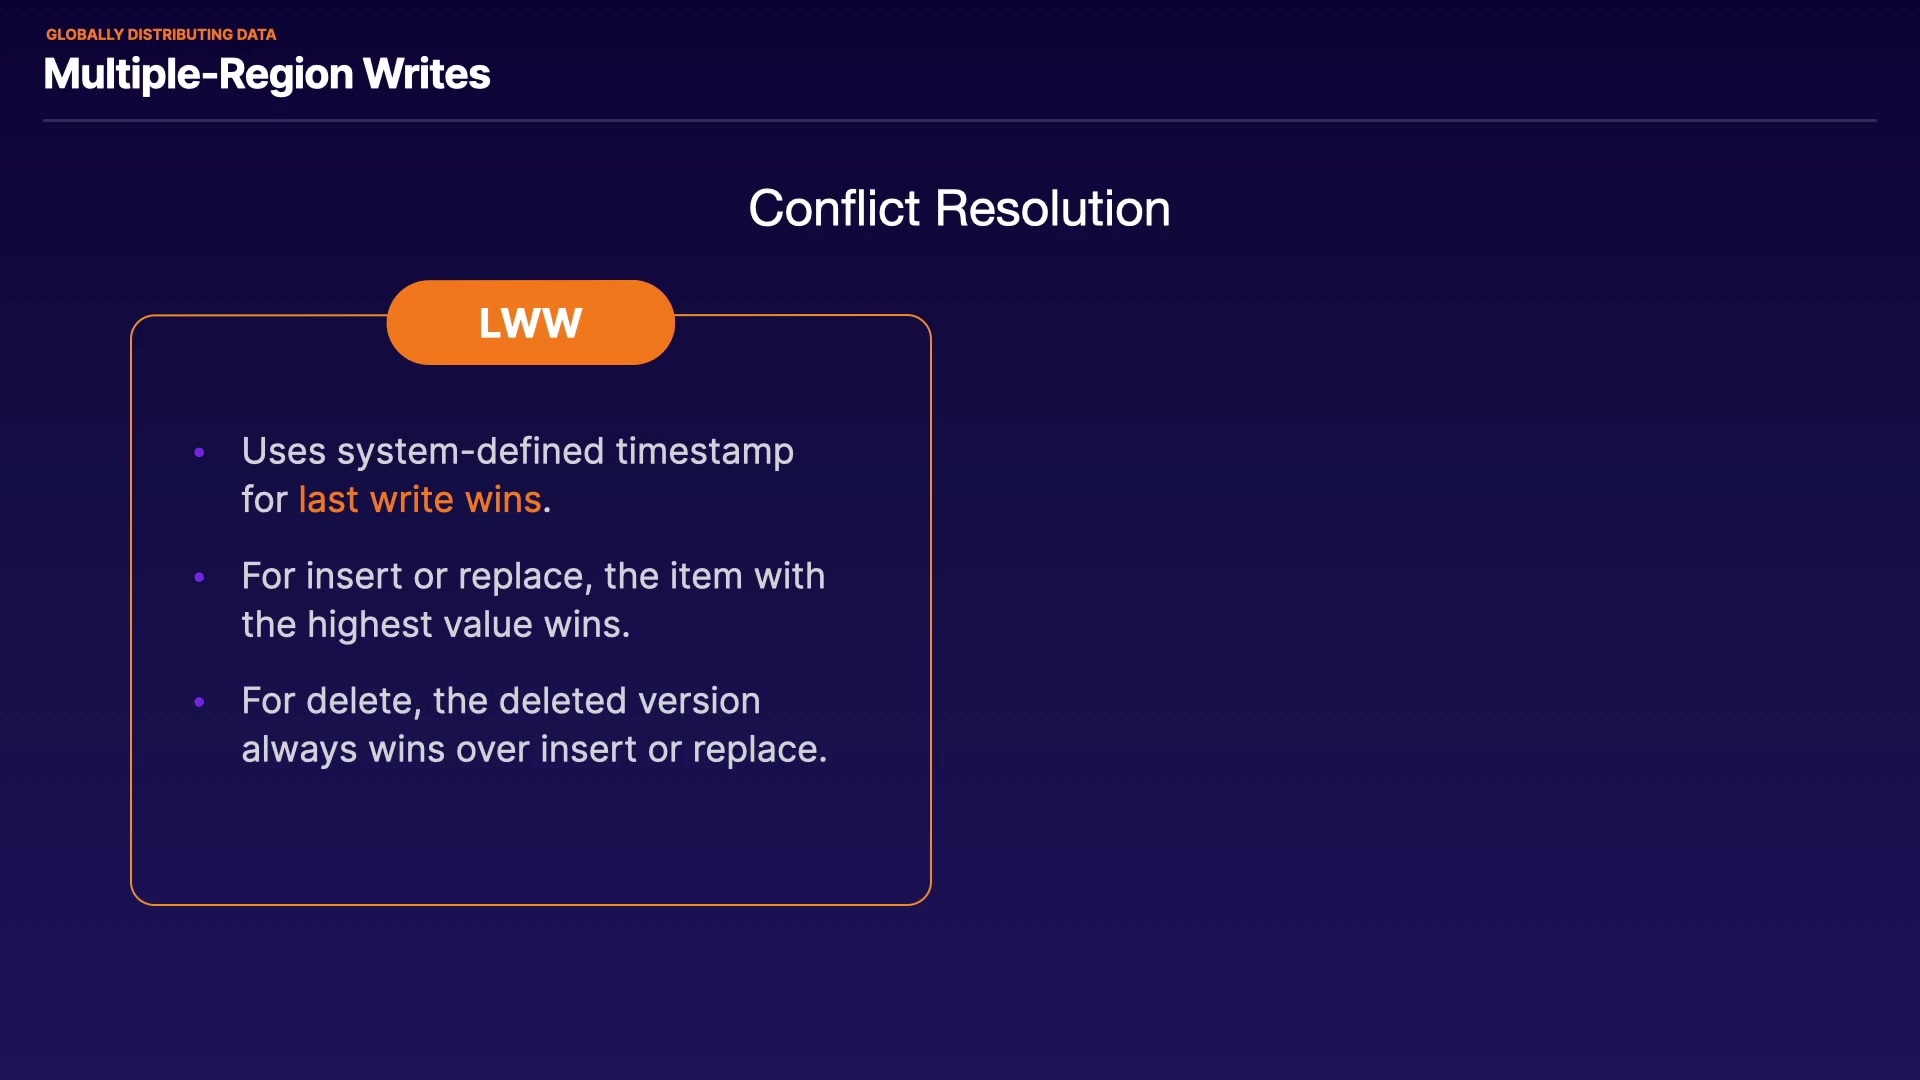 GLOBALLY DISTRIBUTING DATA
Multiple-Region Writes
Conflict Resolution
LWW
• Uses system-defined timestamp
for last write wins.
• For insert or replace, the item with
the highest value wins.
• For delete, the deleted version
always wins over insert or replace.